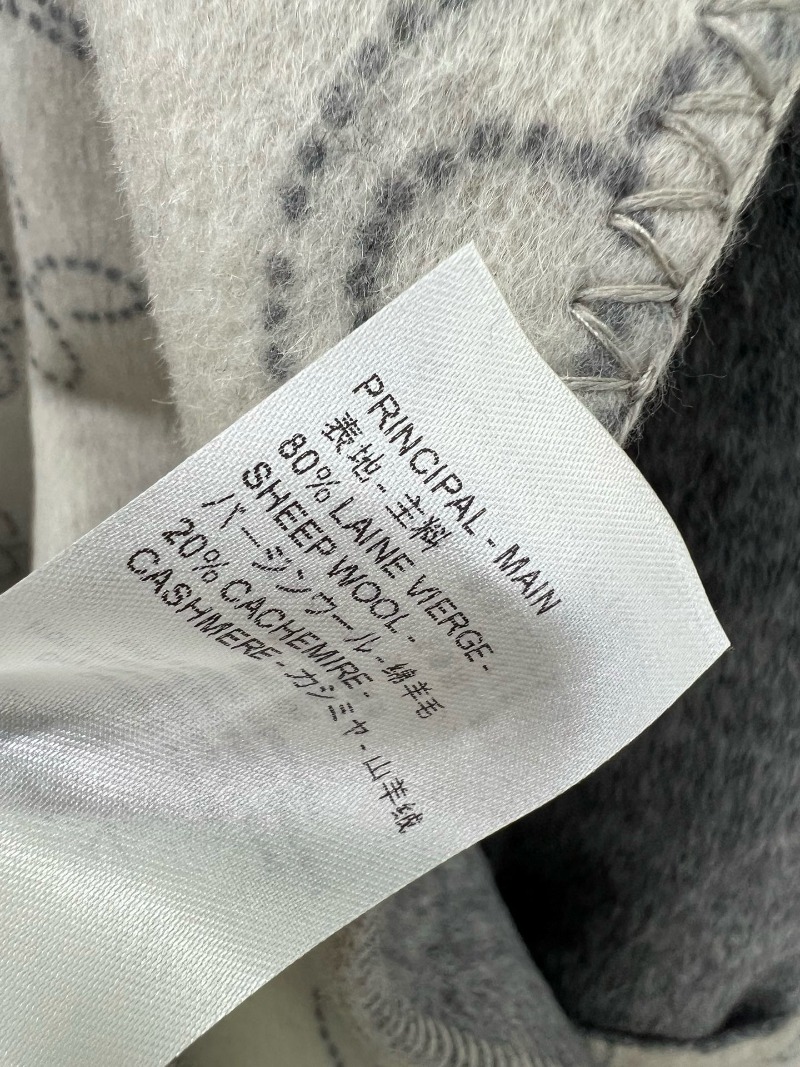 PRINCIPAL - MAIN
表地 - 主料
80% LAINE VIERGE -
SHEEP WOOL -
バージンウール - 绵羊毛
20% CACHEMIRE -
CASHMERE - カシミヤ - 山羊绒